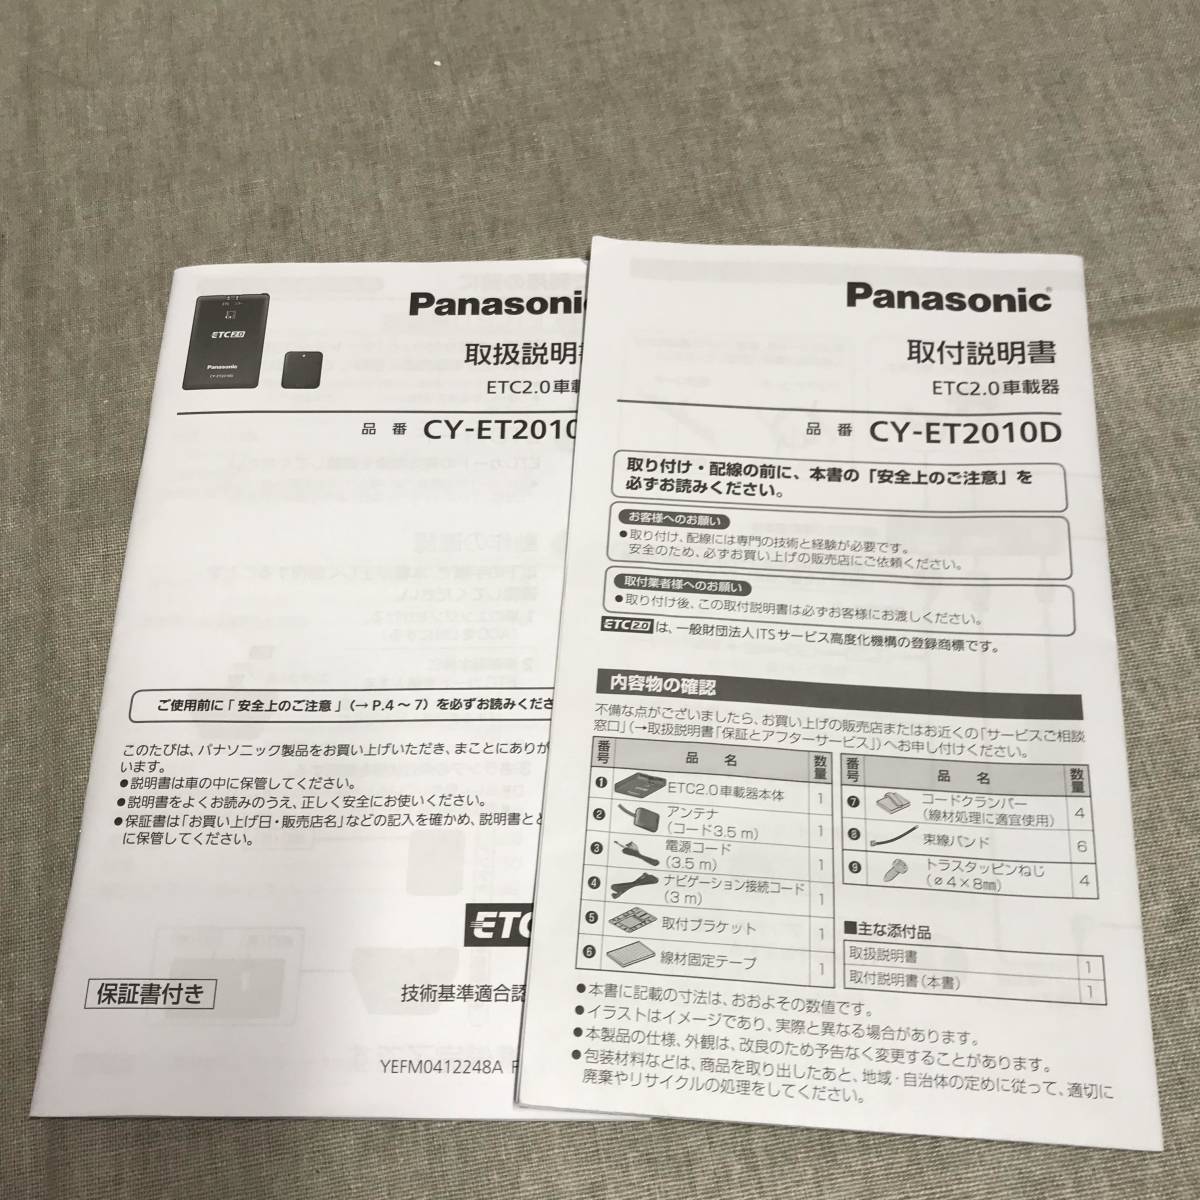 ETC2.0
Panasonic
CY-ET2010D
Panasonic
取扱説明
ETC2.0車載
品番 CY-ET2010
ご使用前に「安全上のご注意」(→P.4～7)を必ずお読みくださ
このたびは、パナソニック製品をお買い上げいただき、まことにありが
います。
●説明書は車の中に保管してください。
●説明書をよくお読みのうえ、正しく安全にお使いください。
●保証書は「お買い上げ日・販売店名」などの記入を確かめ、説明書とと
に保管してください。
ETC
保証書付き
技術基準適合認
YEFM0412248A
Panasonic®
取付説明書
ETC2.0車載器
品番 CY-ET2010D
取り付け・配線の前に、本書の「安全上のご注意」を
必ずお読みください。
お客様へのお願い
●取り付け、配線には専門の技術と経験が必要です。
安全のため、必ずお買い上げの販売店にご依頼ください。
取付業者様へのお願い
●取り付け後、この取付説明書は必ずお客様にお渡しください。
ETC2.0は、一般財団法人ITSサービス高度化機構の登録商標です。
内容物の確認
不備な点がございましたら、お買い上げの販売店またはお近くの「サービスご相談
窓口」(→取扱説明書「保証とアフターサービス」)へお申し付けください。
番号 品名 数量
❶ ETC2.0車載器本体 1
❷ アンテナ
(コード3.5 m) 1
❸ 電源コード
(3.5 m) 1
❹ ナビゲーション接続コード
(3 m) 1
❺ 取付ブラケット 1
❻ 線材固定テープ 1
番号 品名 数量
❼ コードクランパー
(線材処理に適宜使用) 4
❽ 束線バンド 6
❾ トラスタッピンねじ
(ø4×8㎜) 4
■主な添付品
取扱説明書 1
取付説明書(本書) 1
●本書に記載の寸法は、おおよその数値です。
●イラストはイメージであり、実際と異なる場合があります。
●本製品の仕様、外観は、改良のため予告なく変更することがあります。
●包装材料などは、商品を取り出したあと、地域・自治体の定めに従って、適切に
廃棄やリサイクルの処理をしてください。